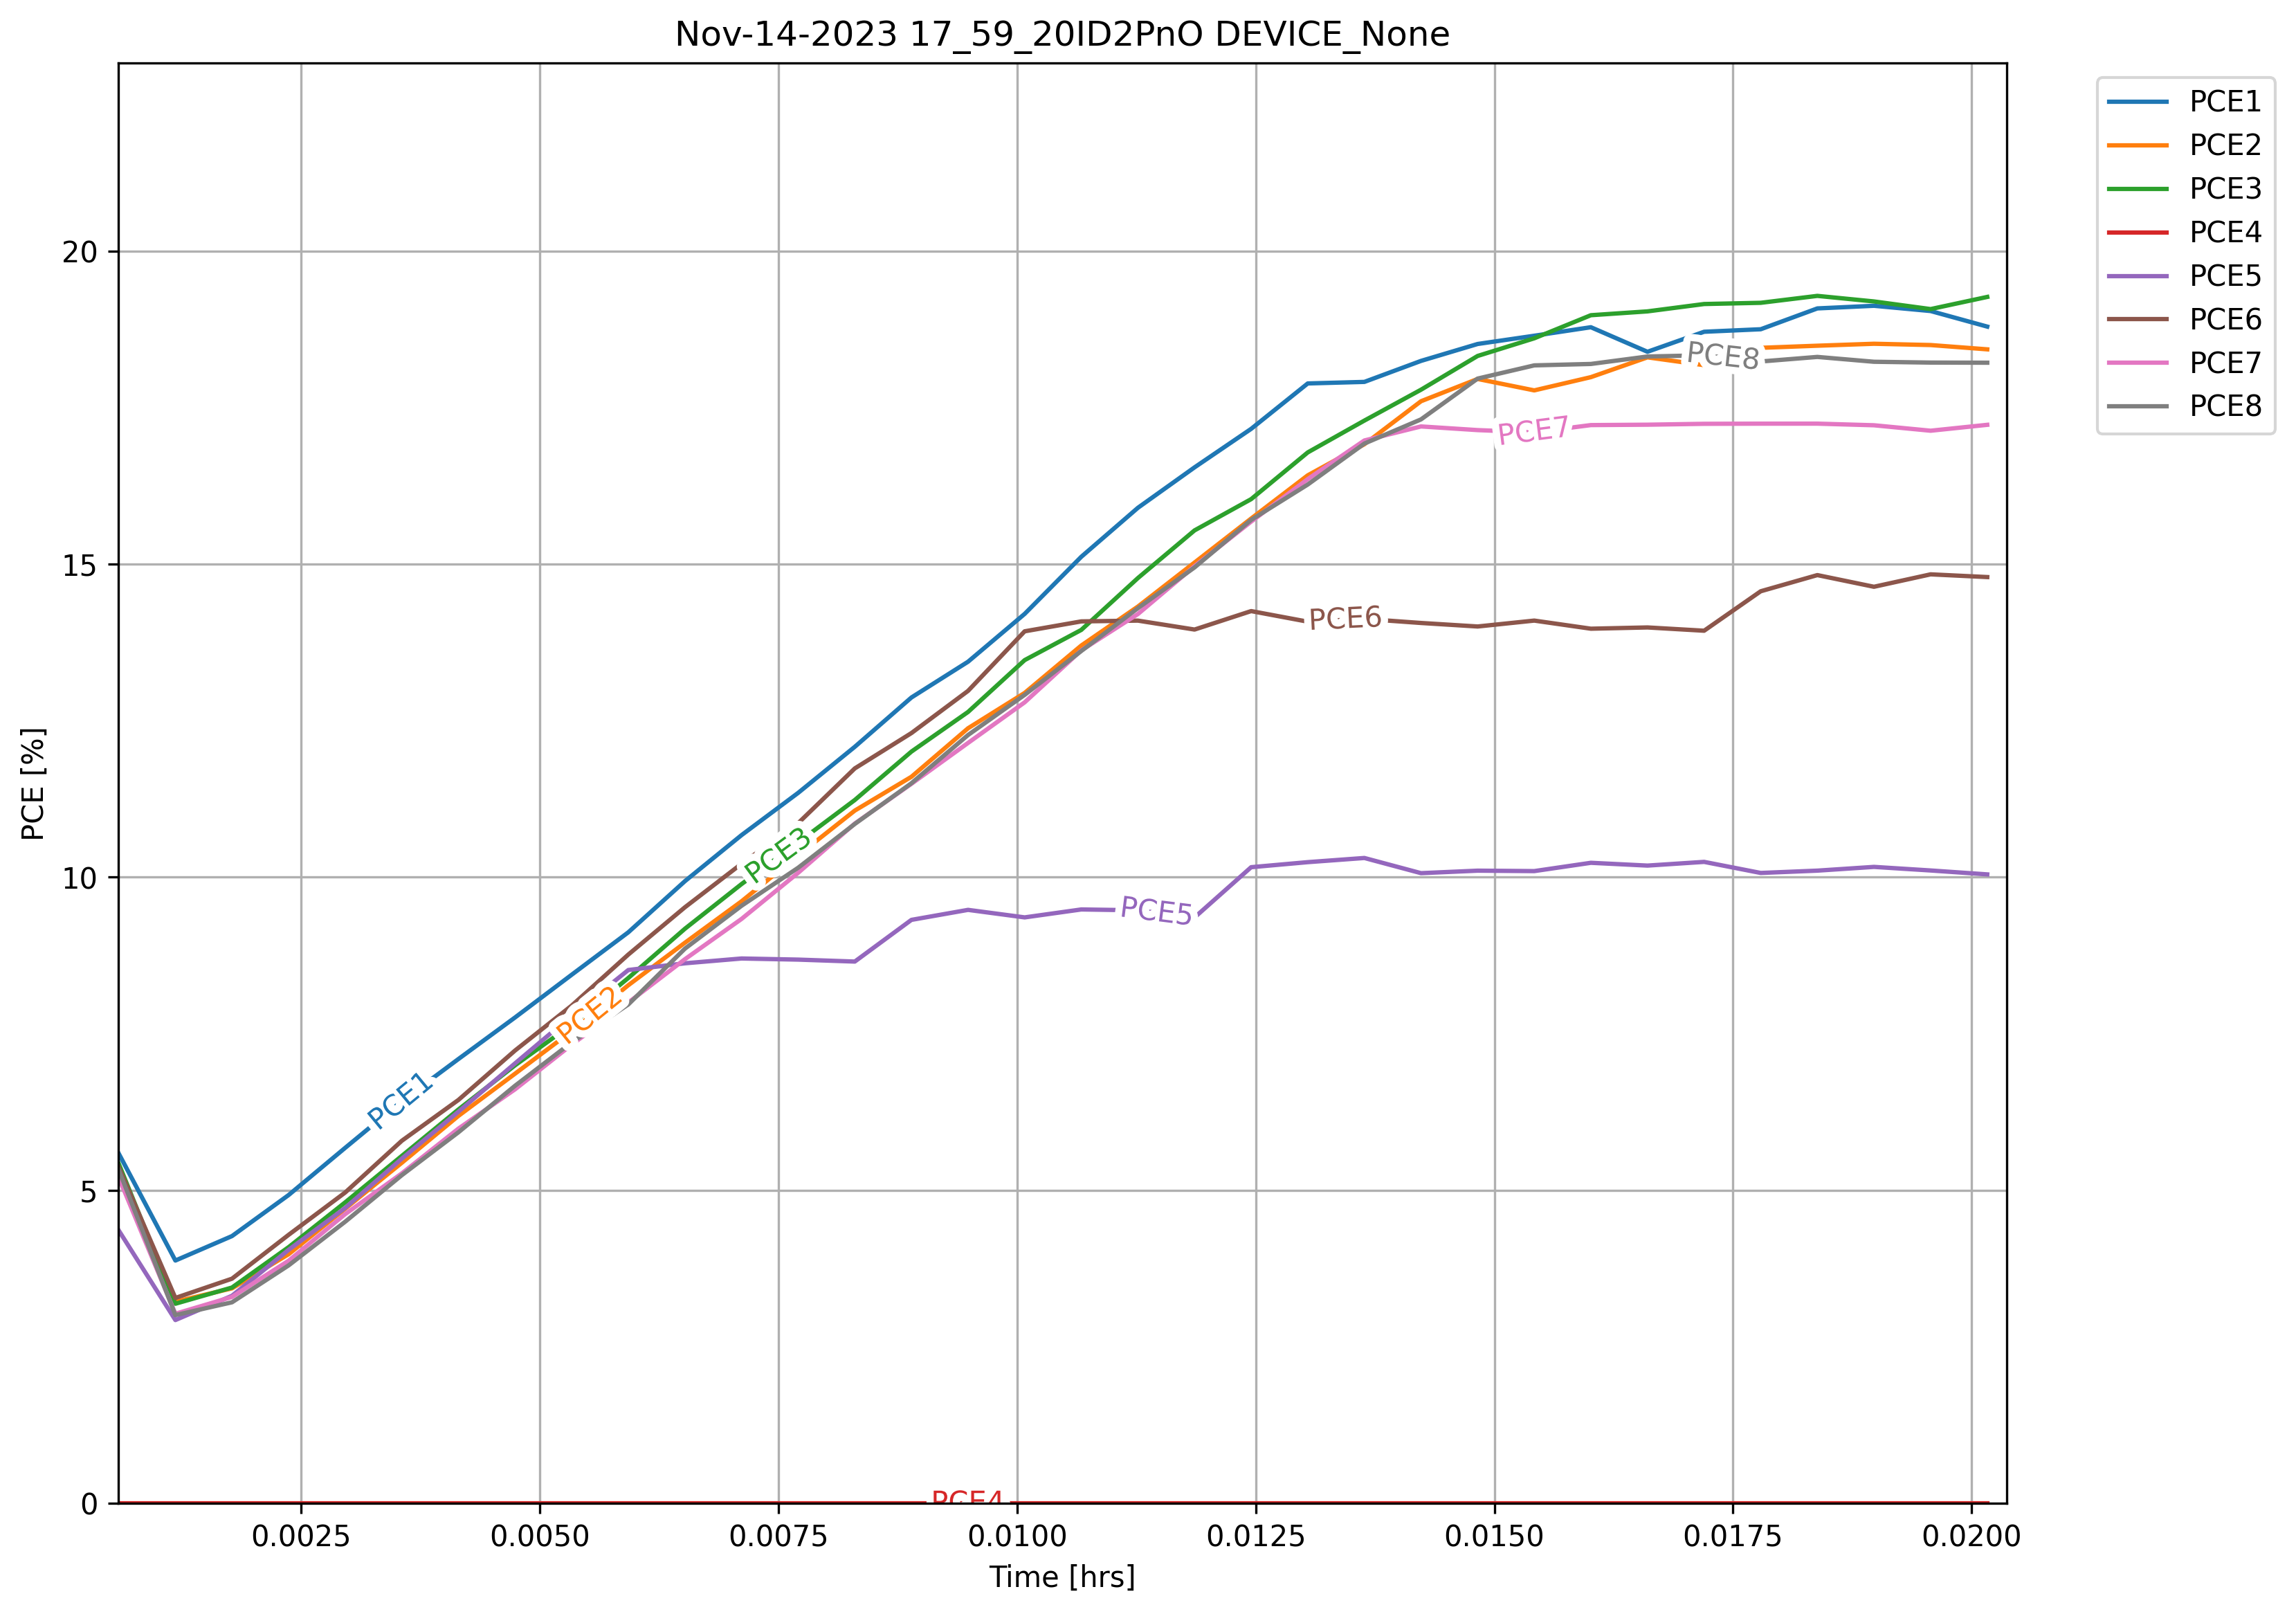 Nov-14-2023 17_59_20ID2PnO DEVICE_None
PCE1
PCE2
PCE3
PCE4
PCE5
PCE6
PCE7
PCE8
PCE [%]
20
15
10
5
0
PCE8
PCE7
PCE6
PCE5
PCE3
PCE2
PCE1
PCE4
0.0025 0.0050 0.0075 0.0100 0.0125 0.0150 0.0175 0.0200
Time [hrs]